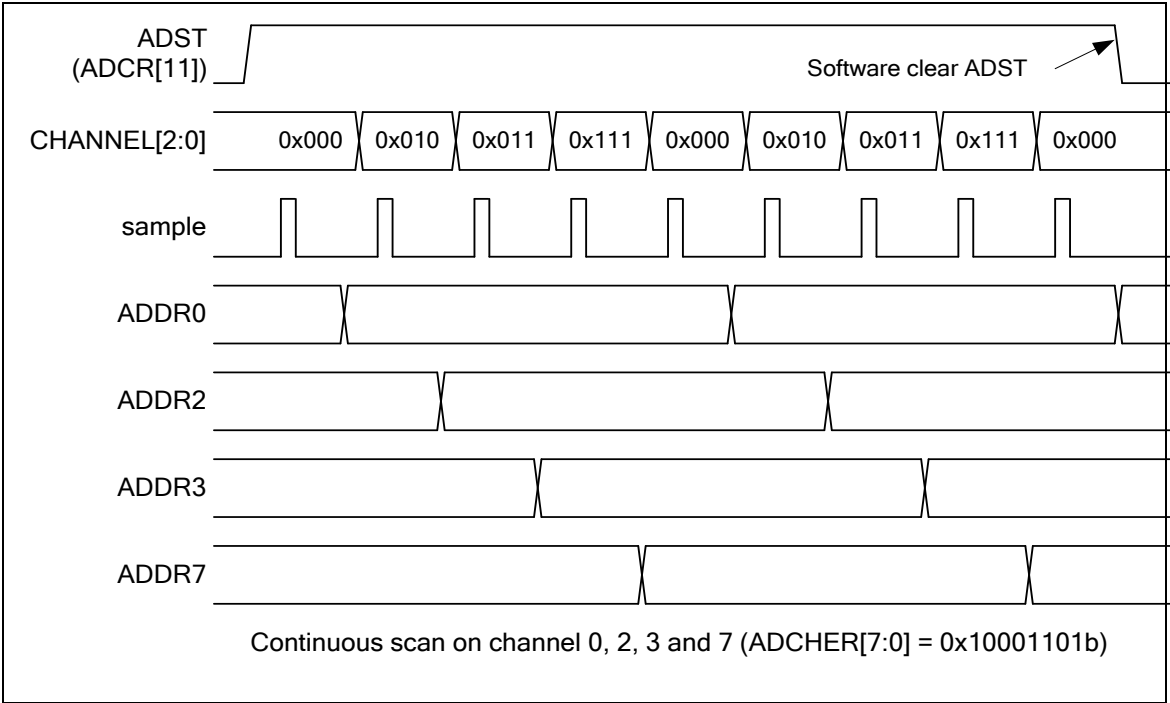 ADST
(ADCR[11])
Software clear ADST
CHANNEL[2:0]
0x000 0x010 0x011 0x111 0x000 0x010 0x011 0x111 0x000
sample
ADDR0
ADDR2
ADDR3
ADDR7
Continuous scan on channel 0, 2, 3 and 7 (ADCHER[7:0] = 0x10001101b)